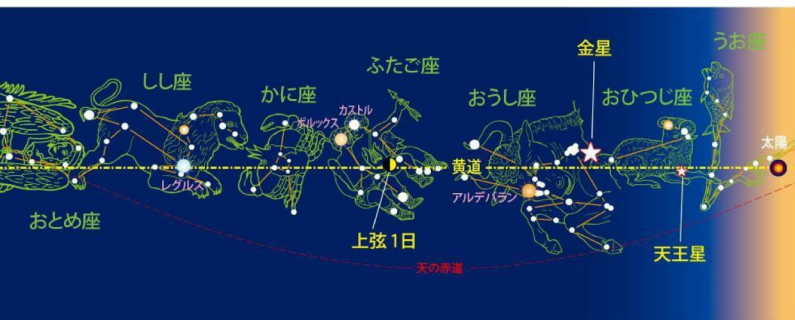 しし座
かに座
ふたご座
おうし座
金星
おひつじ座
うお座
ポルックス
カストル
太陽
黄道
レグルス
アルデバラン
おとめ座
上弦1日
天王星
天の赤道